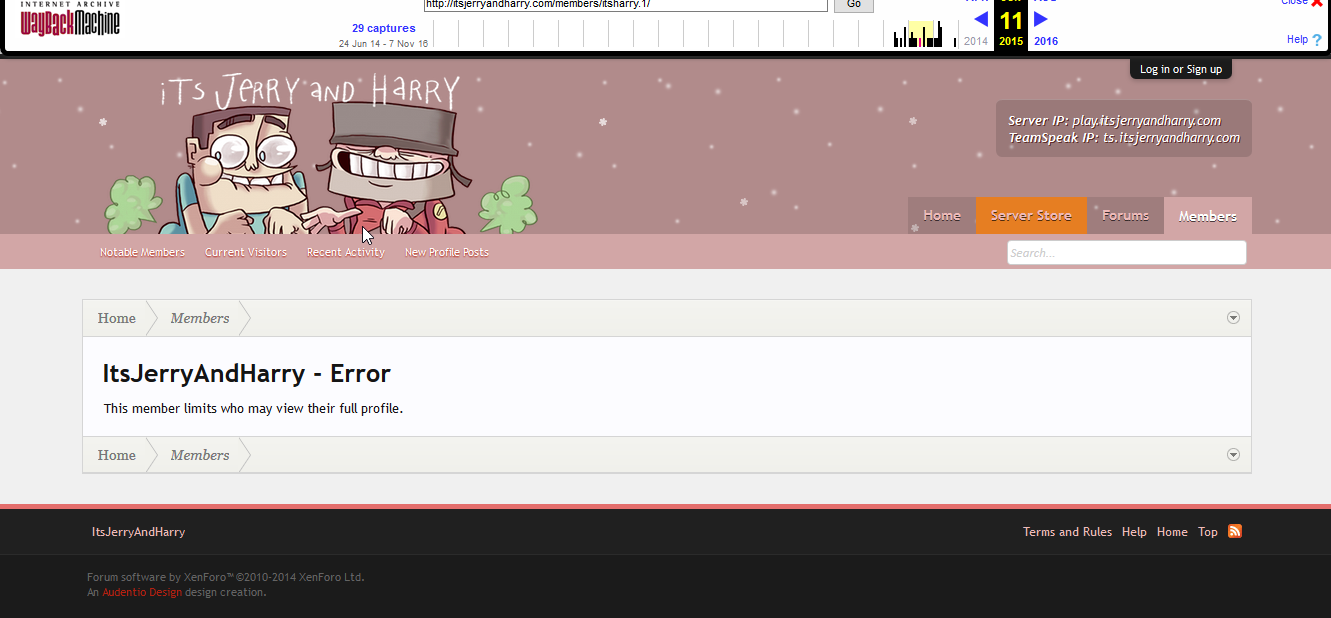 INTERNET ARCHIVE
WayBackMachine
http://itsjerryandharry.com/members/itsharry.1/
Go
Close
29 captures
24 Jun 14 - 7 Nov 16
11
2014
2015
2016
Help ?
Log in or Sign up
iTS JERRY AND HARRY
Server IP: play.itsjerryandharry.com
TeamSpeak IP: ts.itsjerryandharry.com
Home
Server Store
Forums
Members
Notable Members
Current Visitors
Recent Activity
New Profile Posts
Search...
Home
Members
ItsJerryAndHarry - Error
This member limits who may view their full profile.
Home
Members
ItsJerryAndHarry
Terms and Rules
Help
Home
Top
Forum software by XenForo™ ©2010-2014 XenForo Ltd.
An Audentio Design design creation.